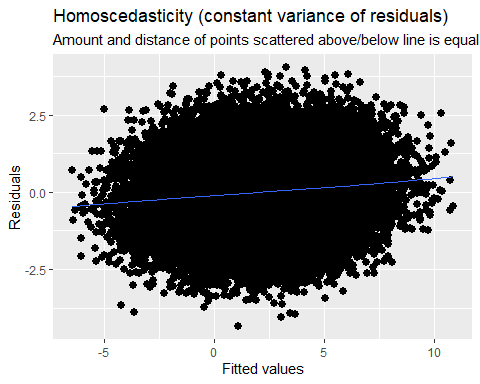 Homoscedasticity (constant variance of residuals)
Amount and distance of points scattered above/below line is equal
2.5
0.0
-2.5
Residuals
-5
0
5
10
Fitted values